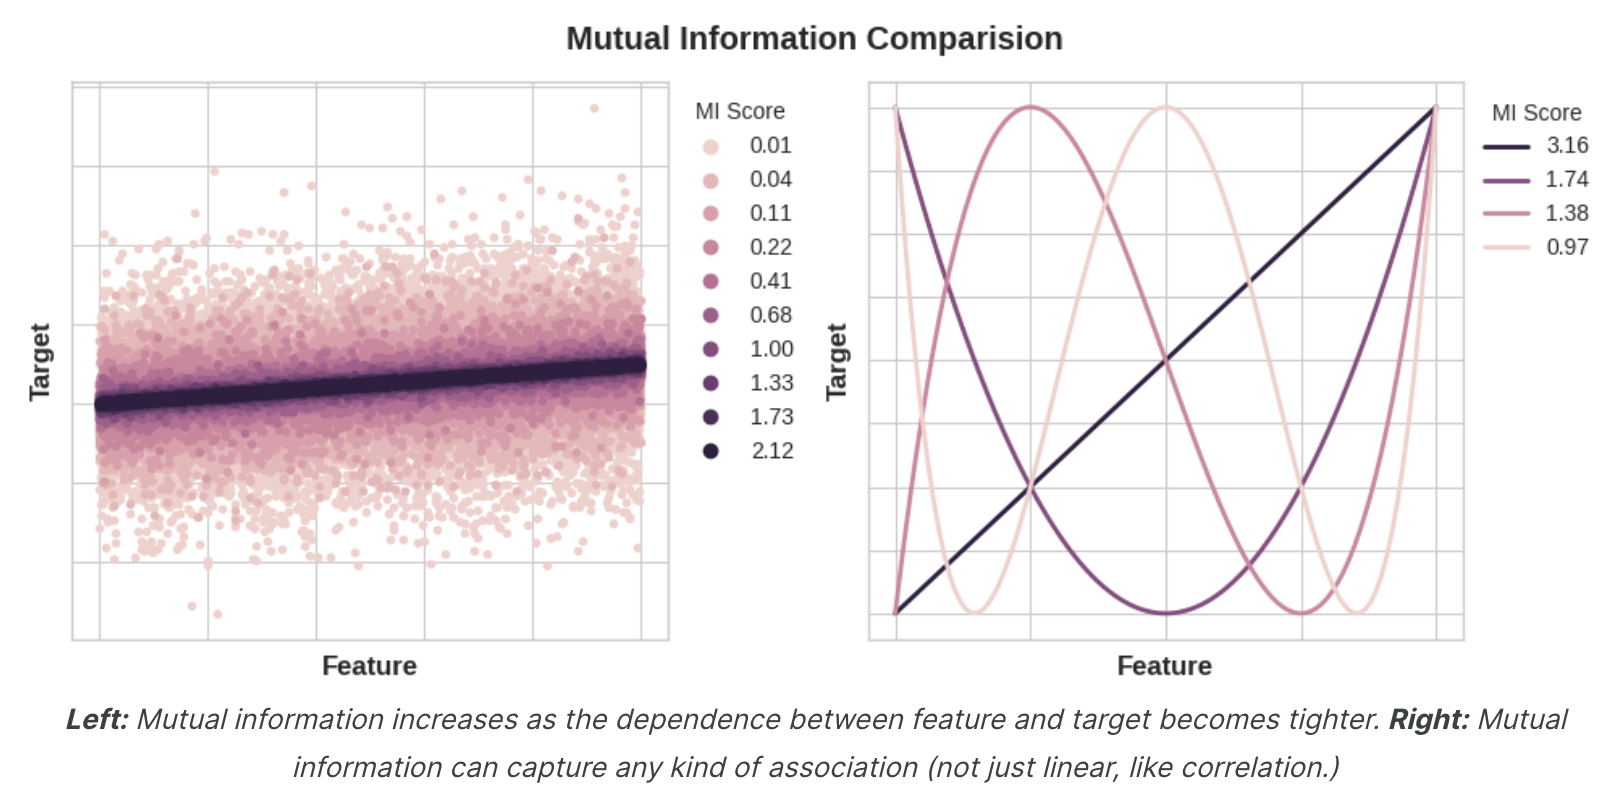 Mutual Information Comparision
MI Score
0.01
0.04
0.11
0.22
0.41
0.68
1.00
1.33
1.73
2.12
Target
Feature
MI Score
3.16
1.74
1.38
0.97
Target
Feature
Left: Mutual information increases as the dependence between feature and target becomes tighter. Right: Mutual
information can capture any kind of association (not just linear, like correlation.)